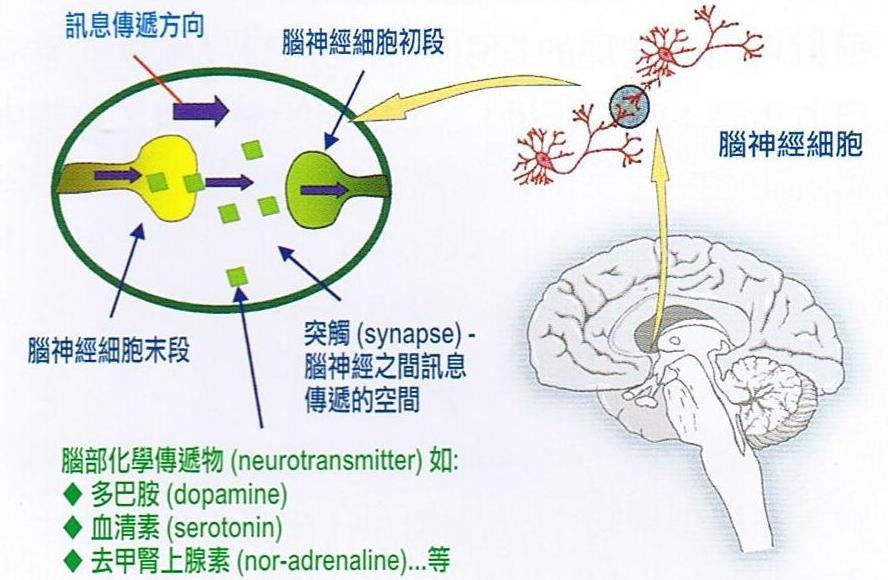 訊息傳遞方向
腦神經細胞初段
腦神經細胞
腦神經細胞末段
突觸 (synapse) -
腦神經之間訊息
傳遞的空間
腦部化學傳遞物 (neurotransmitter) 如:
◆ 多巴胺 (dopamine)
◆ 血清素 (serotonin)
◆ 去甲腎上腺素 (nor-adrenaline)...等